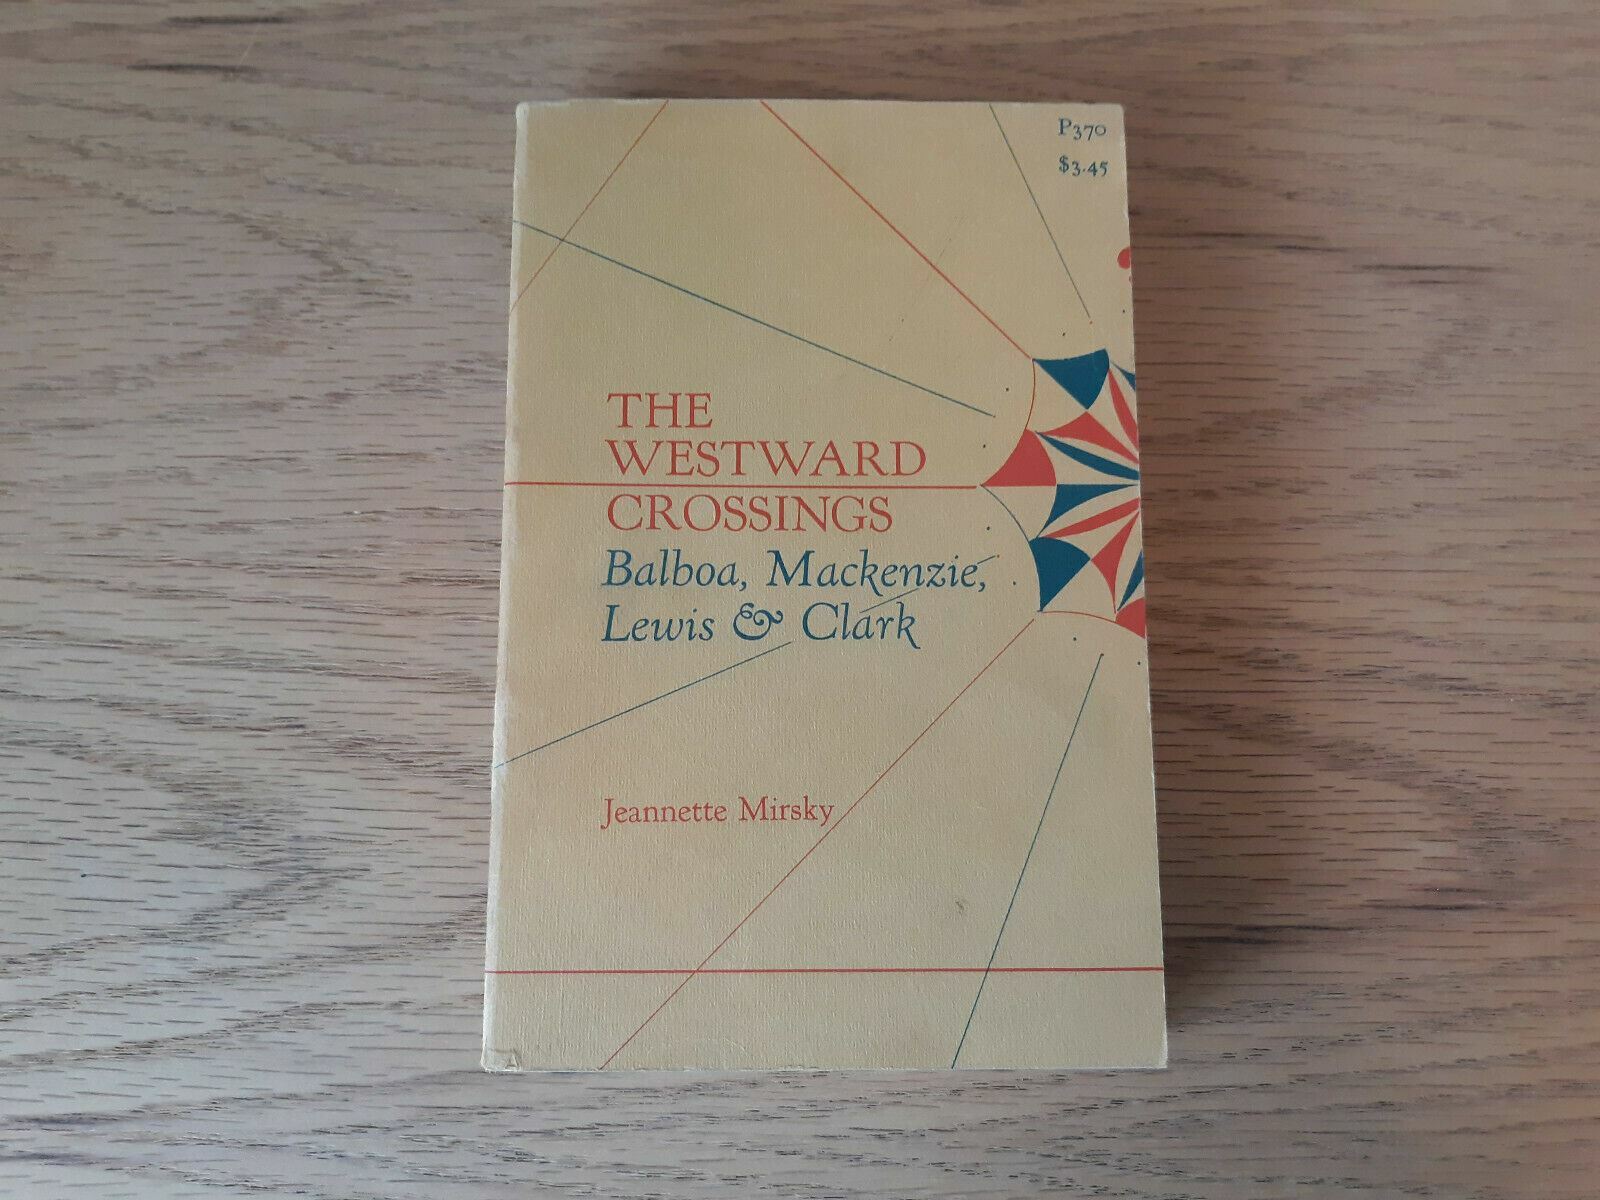 P370
$3.45
THE
WESTWARD
CROSSINGS
Balboa, Mackenzie,
Lewis & Clark
Jeannette Mirsky